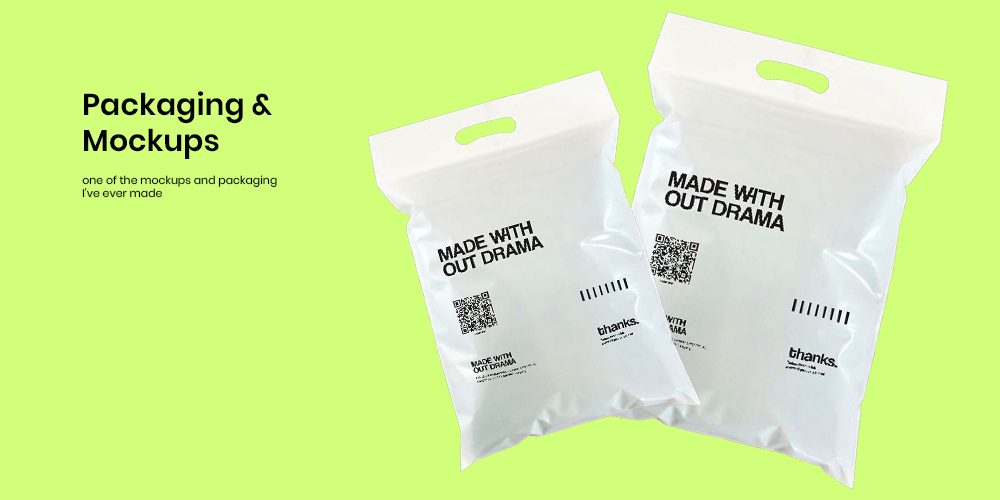 Packaging &
Mockups
one of the mockups and packaging
I've ever made
MADE WITH
OUT DRAMA
thanks.
MADE WITH
OUT DRAMA
MADE WITH
OUT DRAMA
thanks.